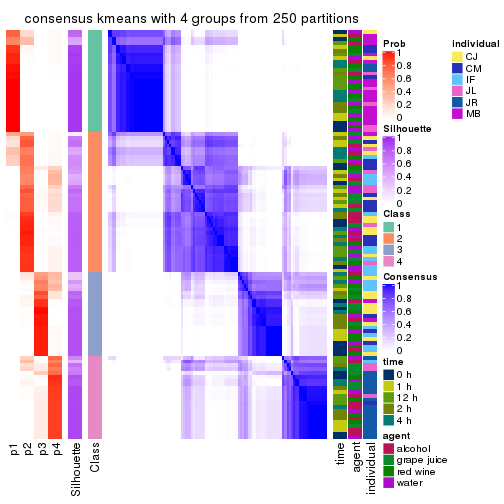 consensus kmeans with 4 groups from 250 partitions
Prob
1
0.8
0.6
0.4
0.2
0
Silhouette
1
0.8
0.6
0.4
0.2
0
Class
1
2
3
4
Consensus
1
0.8
0.6
0.4
0.2
0
time
0 h
1 h
12 h
2 h
4 h
agent
alcohol
grape juice
red wine
water
Individual
CJ
CM
IF
JL
JR
MB
p1
p2
p3
p4
Silhouette
Class
time
agent
individual